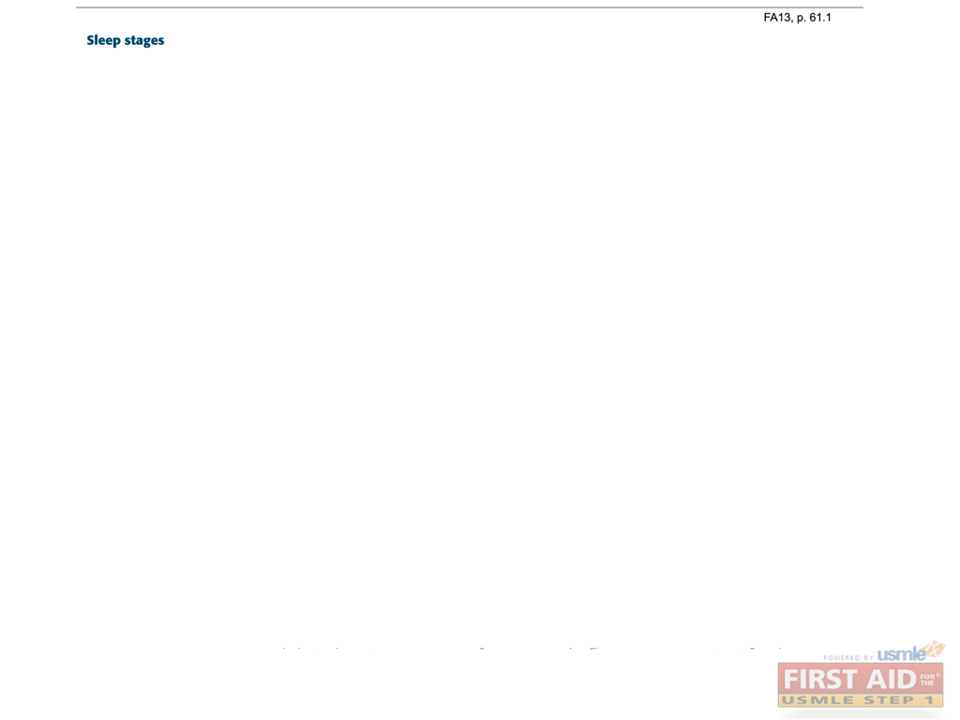 FA13, p. 61.1
Sleep stages
POWERED BY usmle
FIRST AID FOR THE®
USMLE STEP 1